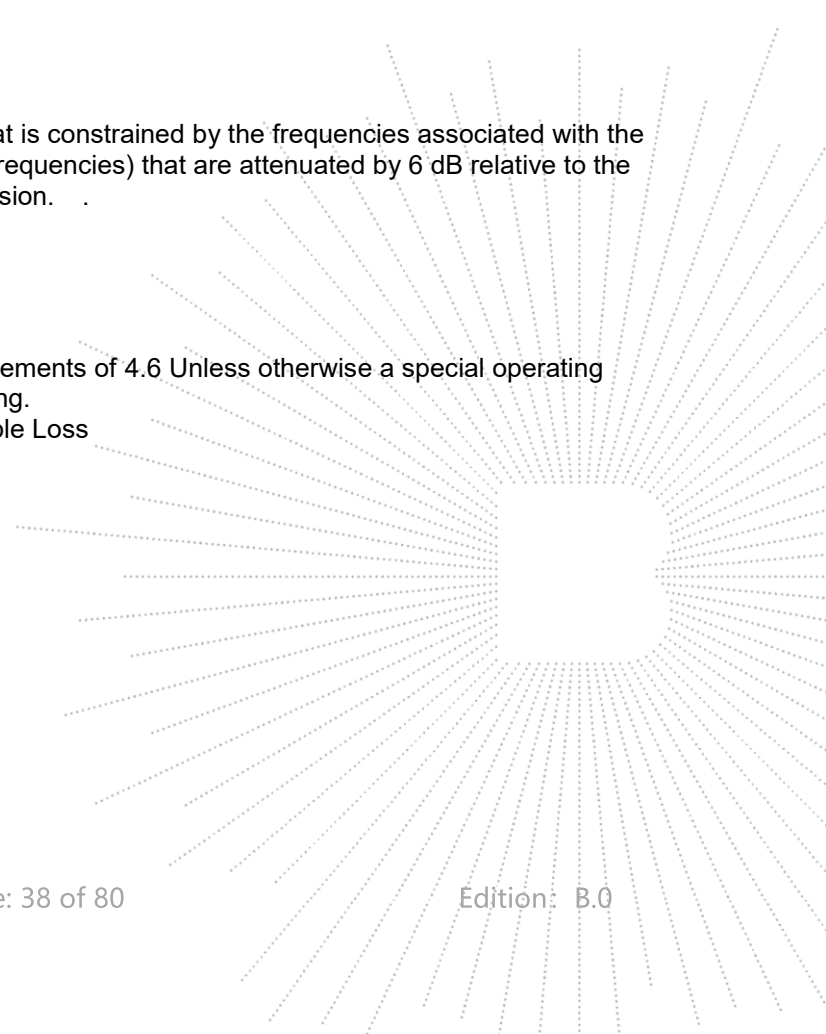 at is constrained by the frequencies associated with the
requencies) that are attenuated by 6 dB relative to the
sion. .
ements of 4.6 Unless otherwise a special operating
ng.
ole Loss
e: 38 of 80 Edition: B.0